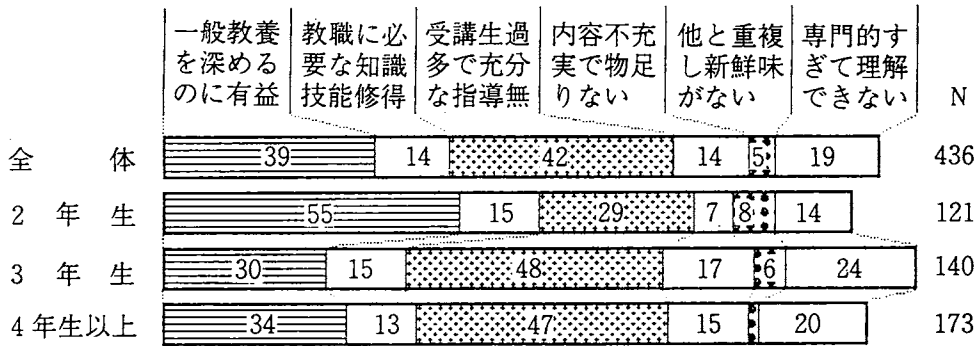 一般教養を深めるのに有益 教職に必要な知識技能修得 受講生過多で充分な指導無 内容不充実で物足りない 他と重複し新鮮味がない 専門的すぎて理解できない N
全体 39 14 42 14 5 19 436
2年生 55 15 29 7 8 14 121
3年生 30 15 48 17 6 24 140
4年生以上 34 13 47 15 20 173